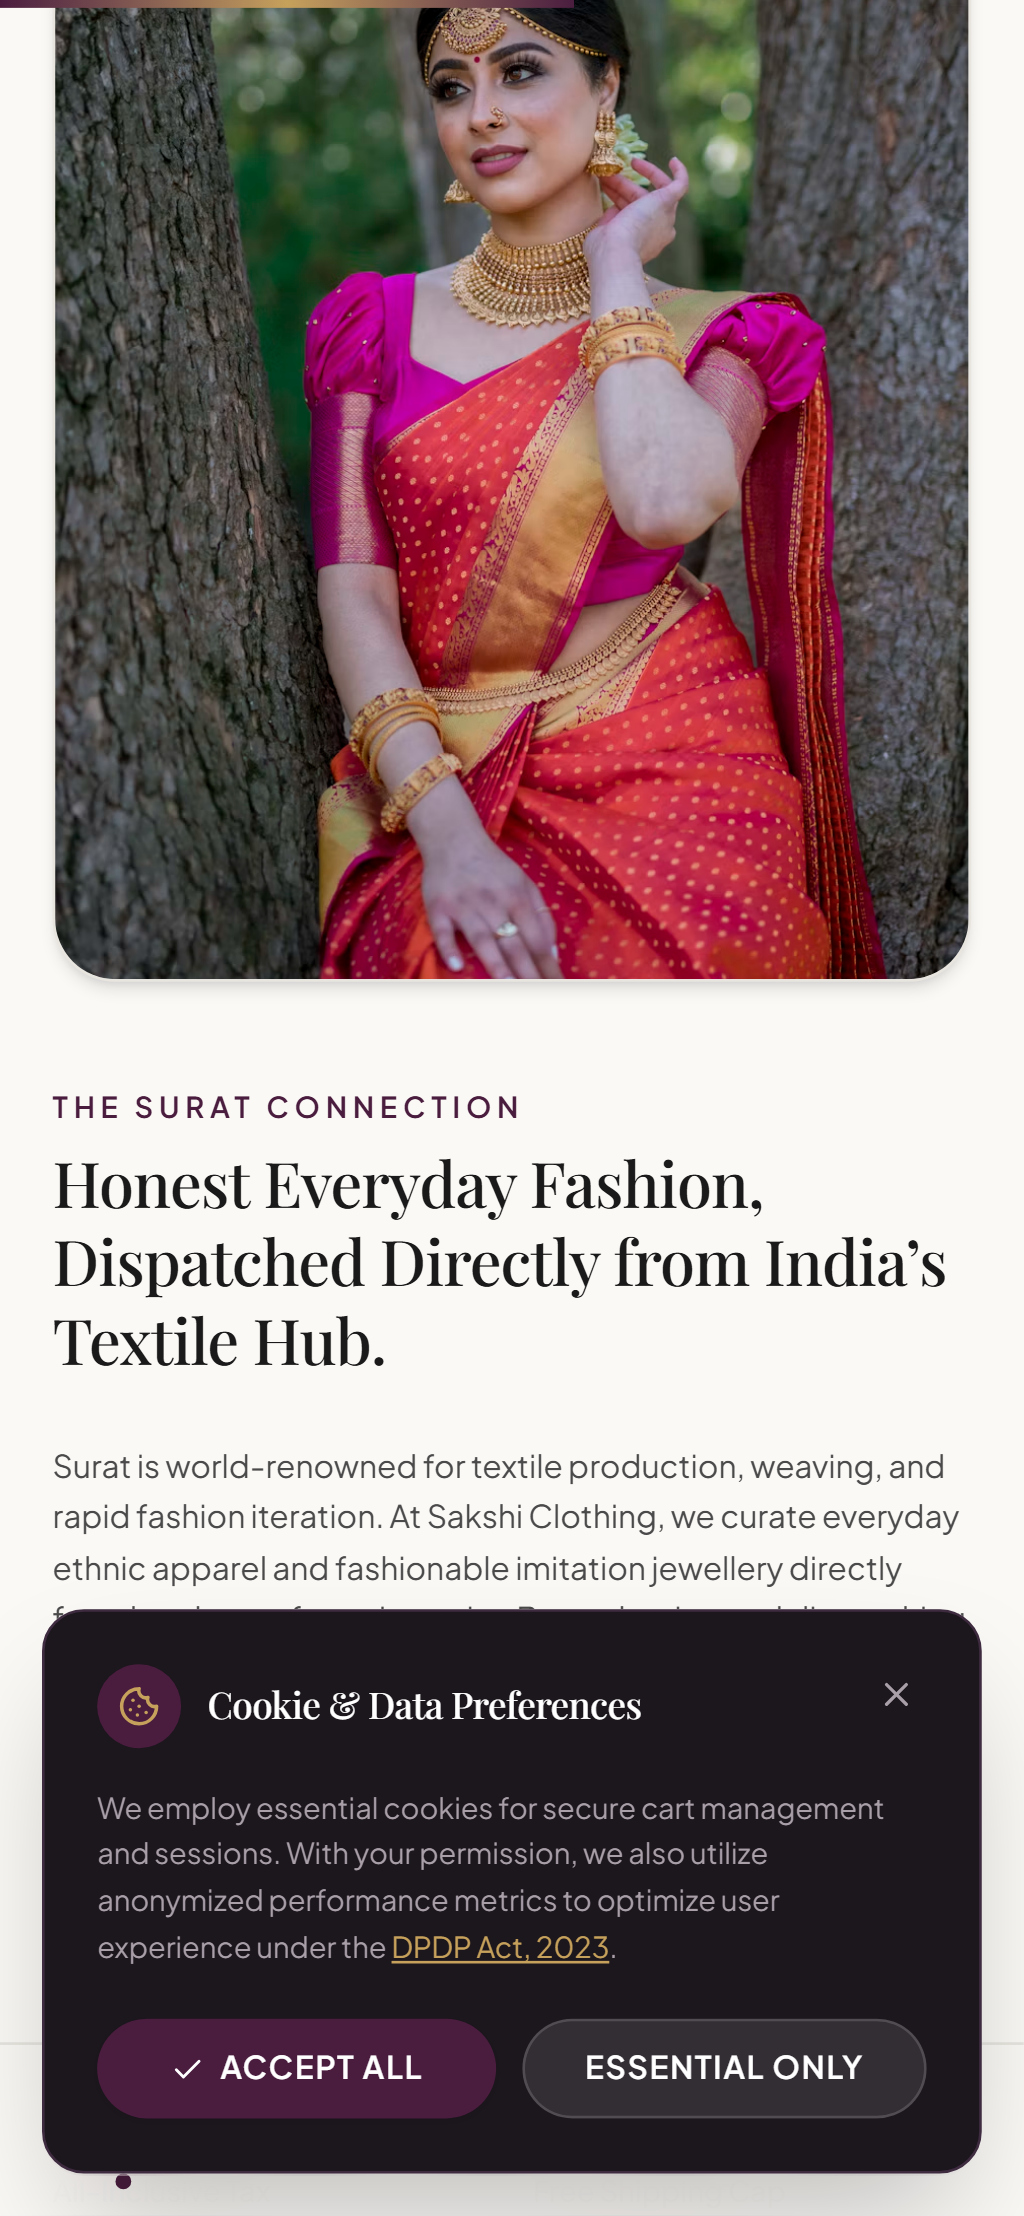 THE SURAT CONNECTION
Honest Everyday Fashion,
Dispatched Directly from India’s
Textile Hub.
Surat is world-renowned for textile production, weaving, and
rapid fashion iteration. At Sakshi Clothing, we curate everyday
ethnic apparel and fashionable imitation jewellery directly
Cookie & Data Preferences
We employ essential cookies for secure cart management
and sessions. With your permission, we also utilize
anonymized performance metrics to optimize user
experience under the DPDP Act, 2023.
ACCEPT ALL
ESSENTIAL ONLY